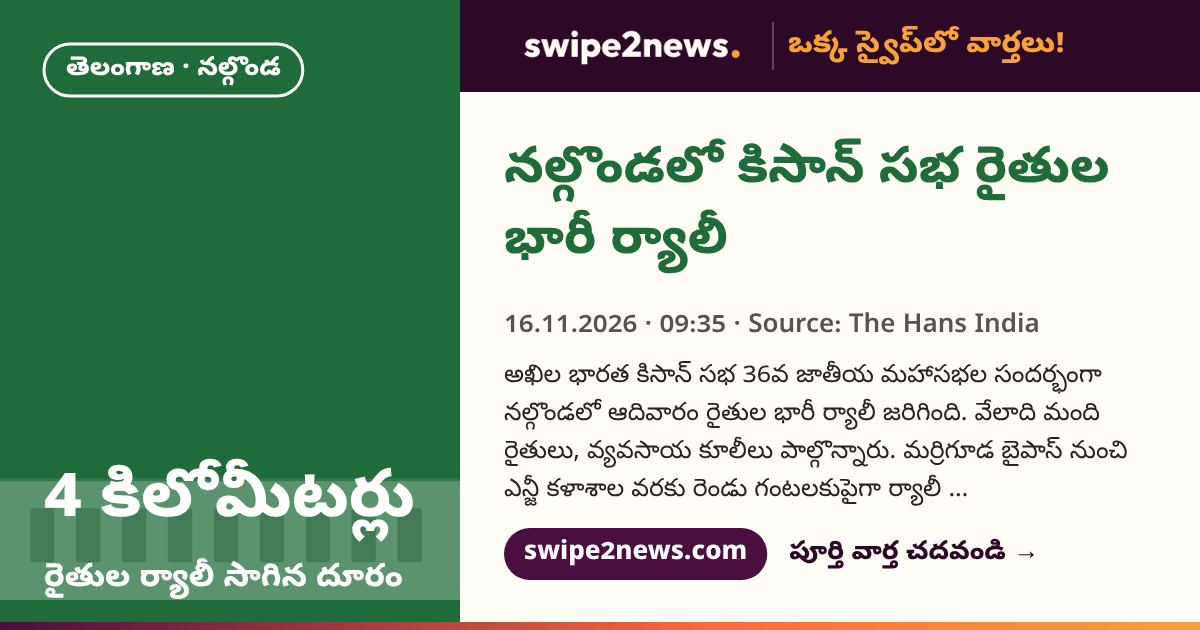 తెలంగాణ · నల్గొండ
4 కిలోమీటర్లు
రైతుల ర్యాలీ సాగిన దూరం
swipe2news.
ఒక్క స్వైప్‌లో వార్తలు!
నల్గొండలో కిసాన్ సభ రైతుల
భారీ ర్యాలీ
16.11.2026 · 09:35 · Source: The Hans India
అఖిల భారత కిసాన్ సభ 36వ జాతీయ మహాసభల సందర్భంగా
నల్గొండలో ఆదివారం రైతుల భారీ ర్యాలీ జరిగింది. వేలాది మంది
రైతులు, వ్యవసాయ కూలీలు పాల్గొన్నారు. మర్రిగూడ బైపాస్ నుంచి
ఎన్జీ కళాశాల వరకు రెండు గంటలకుపైగా ర్యాలీ ...
swipe2news.com
పూర్తి వార్త చదవండి →